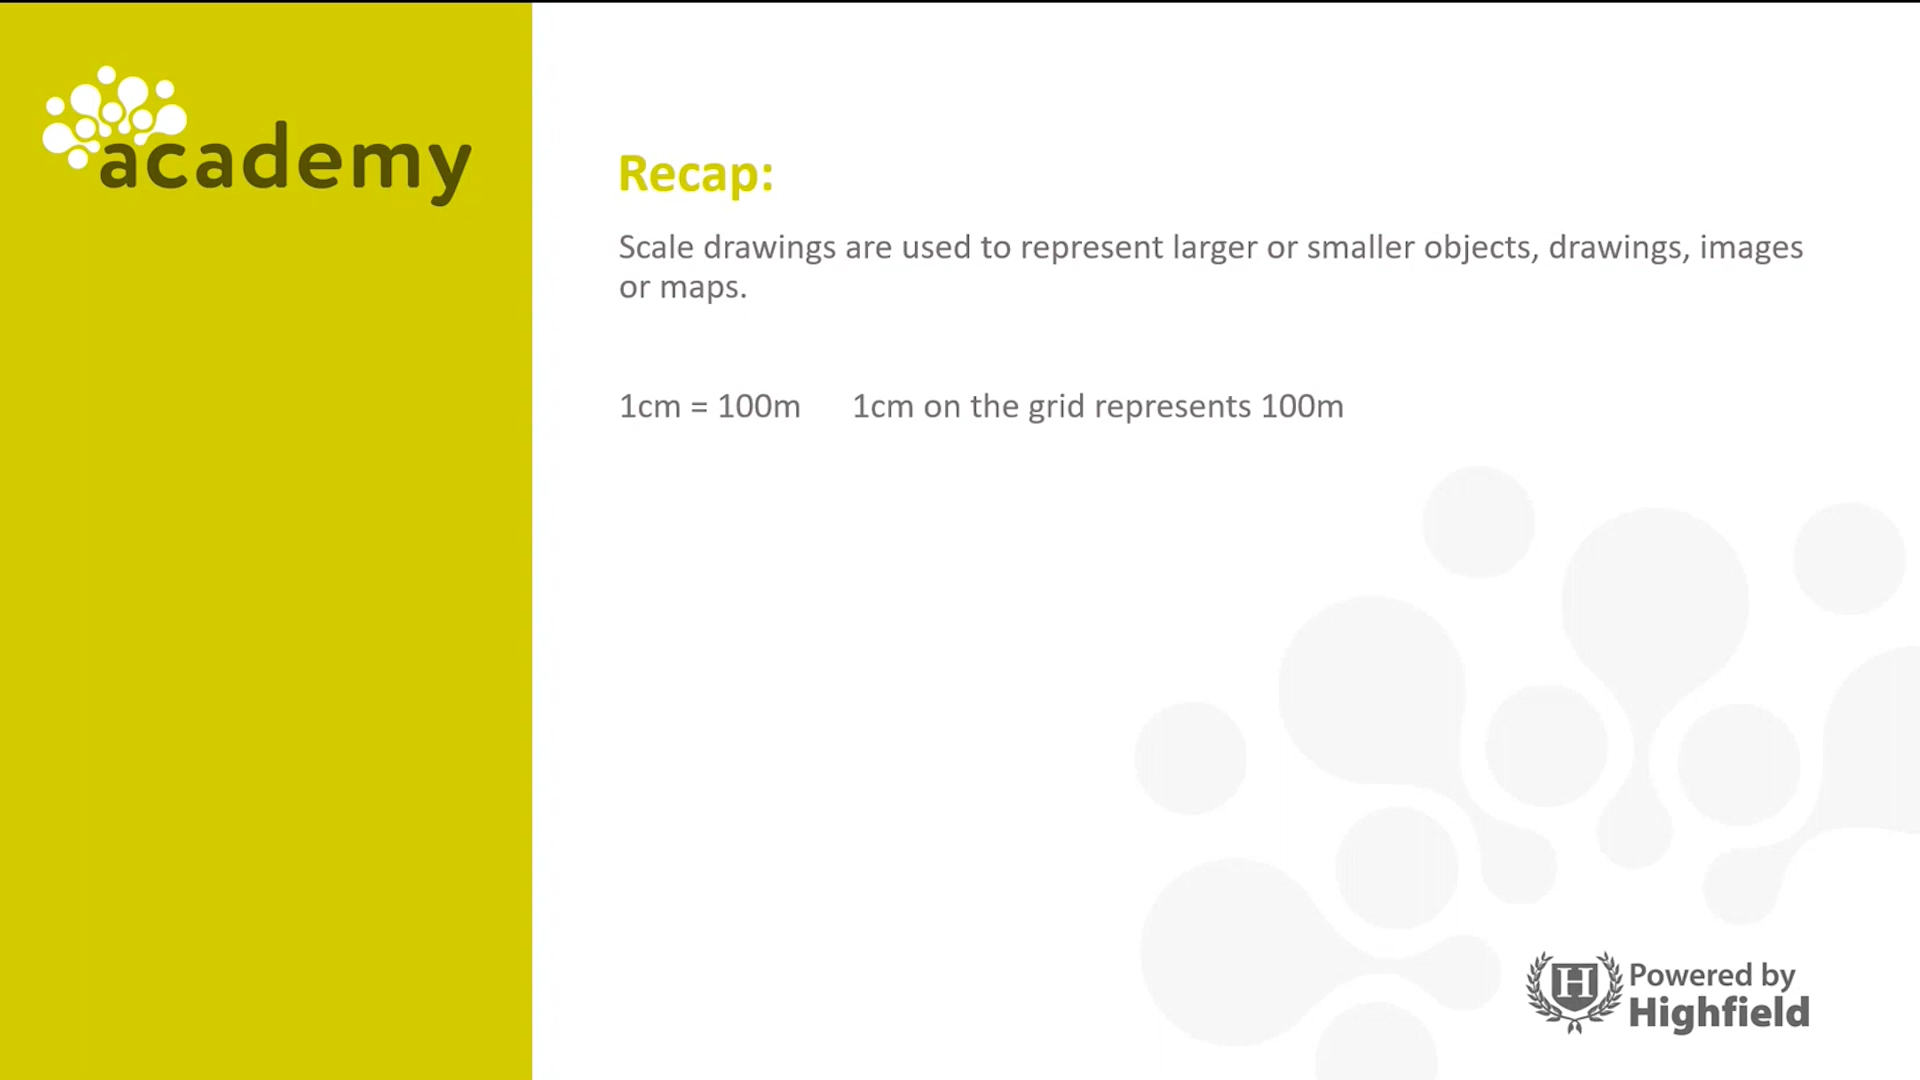 academy
Recap:
Scale drawings are used to represent larger or smaller objects, drawings, images
or maps.
1cm = 100m 1cm on the grid represents 100m
H
Powered by
Highfield